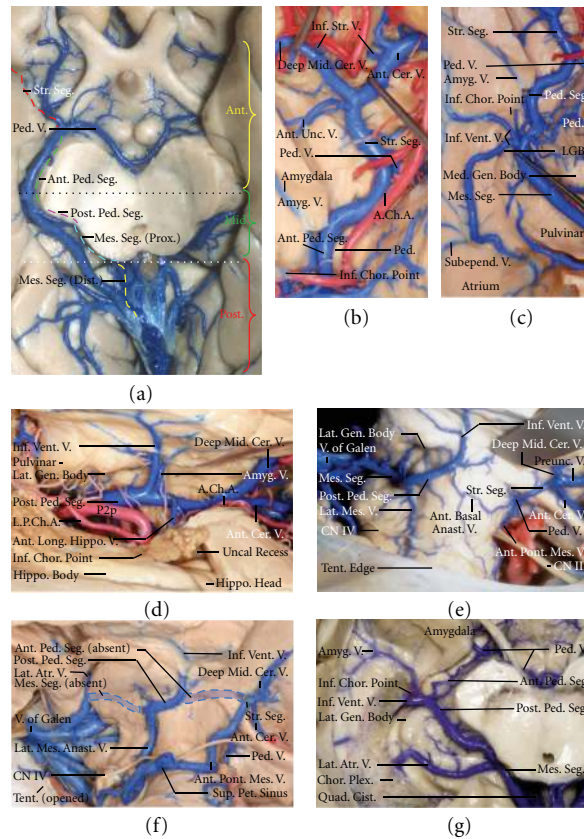 Str. Seg.
Ant.
Ped. V.
Ant. Ped. Seg.
Post. Ped. Seg.
Mes. Seg. (Prox.)
Mes. Seg. (Dist.)
Post.
(a)
Inf. Str. V.
Deep Mid. Cer. V.
Ant. Cer. V.
Ant. Unc. V.
Str. Seg.
Ped. V.
Amygdala
Amyg. V.
A.Ch.A.
Ant. Ped. Seg.
Ped.
Inf. Chor. Point
(b)
Str. Seg.
Ped. V.
Amyg. V.
Inf. Chor. Point
Ped. Seg
Ped.
Inf. Vent. V.
LGB
Med. Gen. Body
Mes. Seg.
Pulvinar
Subepend. V.
Atrium
(c)
Inf. Vent. V.
Deep Mid. Cer. V.
Pulvinar
Lat. Gen. Body
Amyg. V.
A.Ch.A.
Post. Ped. Seg.
P2p
L.P.Ch.A.
Ant. Long. Hippo. V.
Ant. Cer. V.
Inf. Chor. Point
Uncal Recess
Hippo. Body
Hippo. Head
(d)
Inf. Vent. V.
Lat. Gen. Body
V. of Galen
Deep Mid. Cer. V.
Preunc. V.
Mes. Seg.
Post. Ped. Seg.
Str. Seg.
Lat. Mes. V.
Ant. Basal
Anast. V.
Ant. Cer. V.
Ped. V.
CN IV
Ant. Pont. Mes. V.
CN II
Tent. Edge
(e)
Ant. Ped. Seg. (absent)
Post. Ped. Seg.
Inf. Vent. V.
Lat. Atr. V.
Mes. Seg. (absent)
Deep Mid. Cer. V.
V. of Galen
Str. Seg.
Ant. Cer. V.
Lat. Mes. Anast. V.
Ped. V.
CN IV
Ant. Pont. Mes. V.
Tent. (opened)
Sup. Pet. Sinus
(f)
Amygdala
Amyg. V.
Ped. V
Ant. Ped. Seg
Inf. Chor. Point
Inf. Vent. V.
Post. Ped. Seg.
Lat. Gen. Body
Lat. Atr. V.
Mes. Seg.
Chor. Plex.
Quad. Cist.
(g)